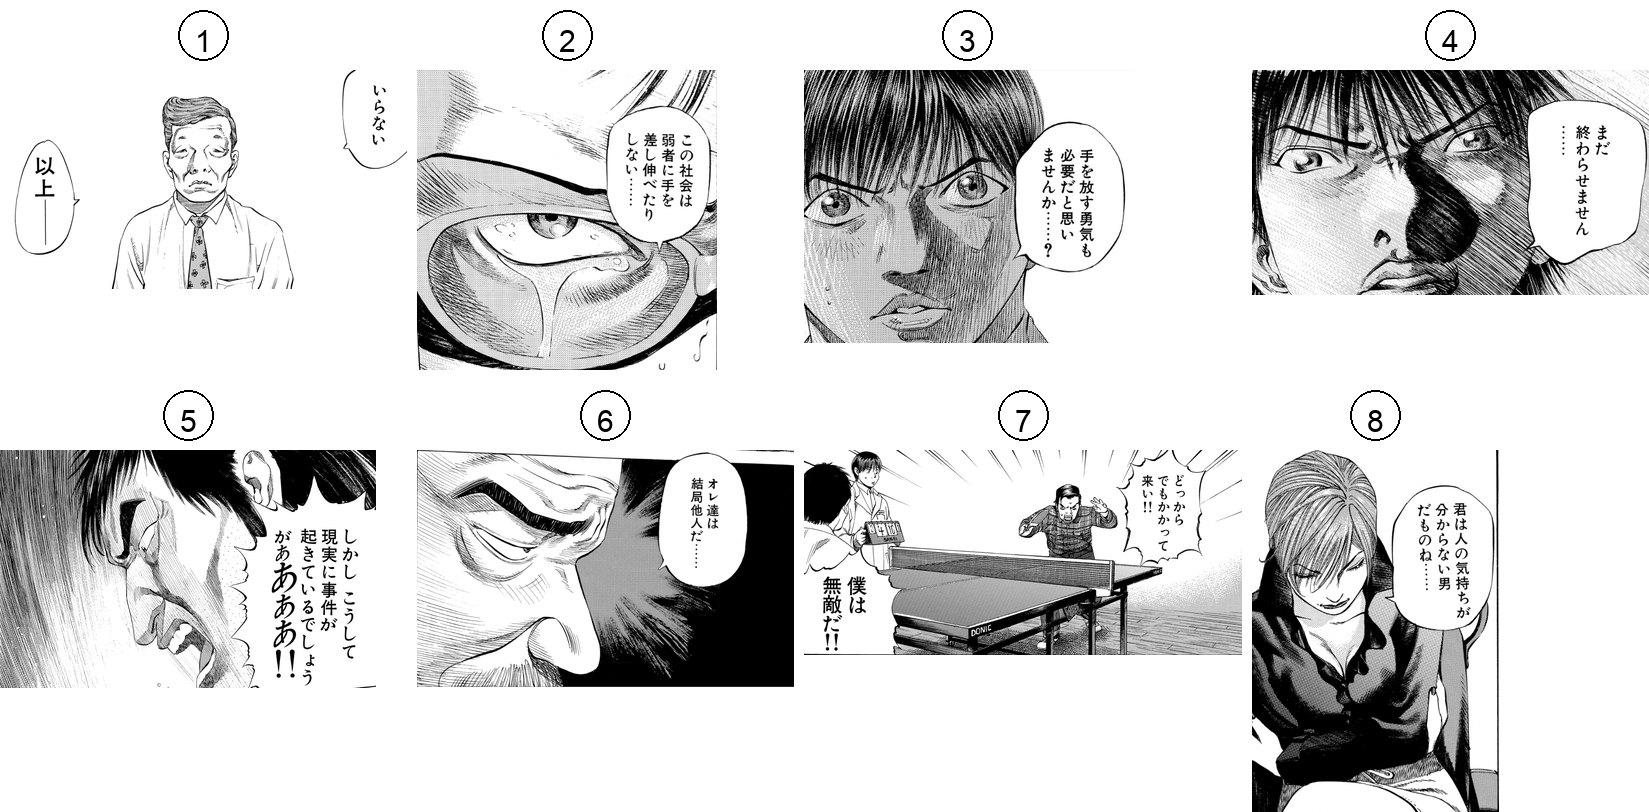 1
いらない
以上――
2
この社会は
弱者に手を
差し伸べたり
しない……
3
手を放す勇気も
必要だと思い
ませんか……？
4
まだ
終わらせません
……
5
しかし こうして
現実に事件が
起きているでしょう
がああああ!!
6
オレ達は
結局他人だ……
7
どっから
でもかかって
来い!!
僕は
無敵だ!!
DONIC
8
君は人の気持ちが
分からない男
だものね……